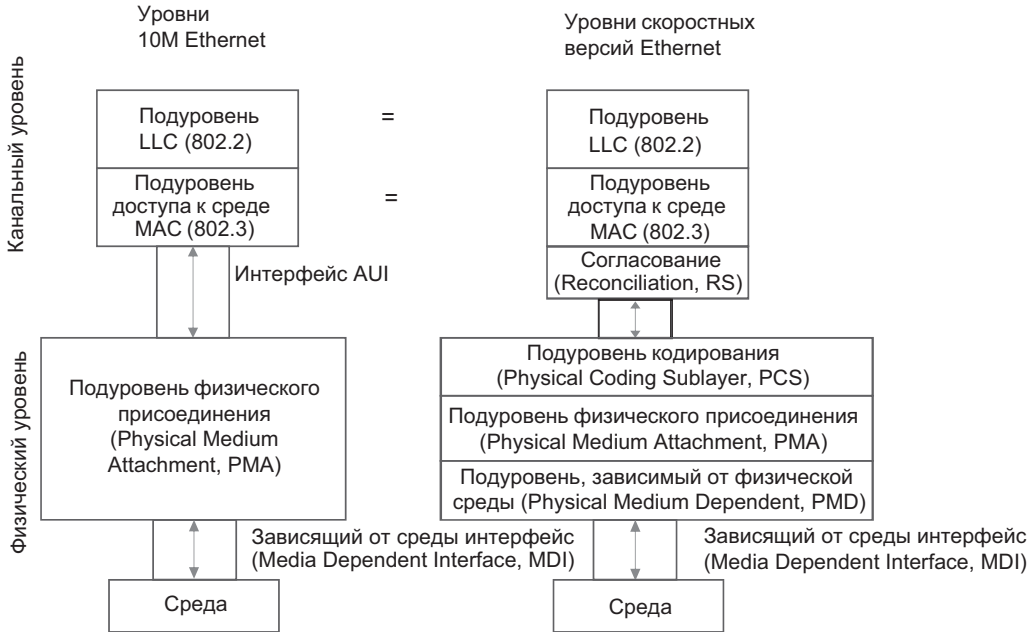 Уровни
10M Ethernet
Уровни скоростных
версий Ethernet
Канальный уровень
Подуровень
LLC (802.2)
=
Подуровень
LLC (802.2)
Подуровень
доступа к среде
MAC (802.3)
=
Подуровень
доступа к среде
MAC (802.3)
Интерфейс AUI
Согласование
(Reconciliation, RS)
Физический уровень
Подуровень физического
присоединения
(Physical Medium
Attachment, PMA)
Подуровень кодирования
(Physical Coding Sublayer, PCS)
Подуровень физического присоединения
(Physical Medium Attachment, PMA)
Подуровень, зависимый от физической
среды (Physical Medium Dependent, PMD)
Зависящий от среды интерфейс
(Media Dependent Interface, MDI)
Зависящий от среды интерфейс
(Media Dependent Interface, MDI)
Среда
Среда